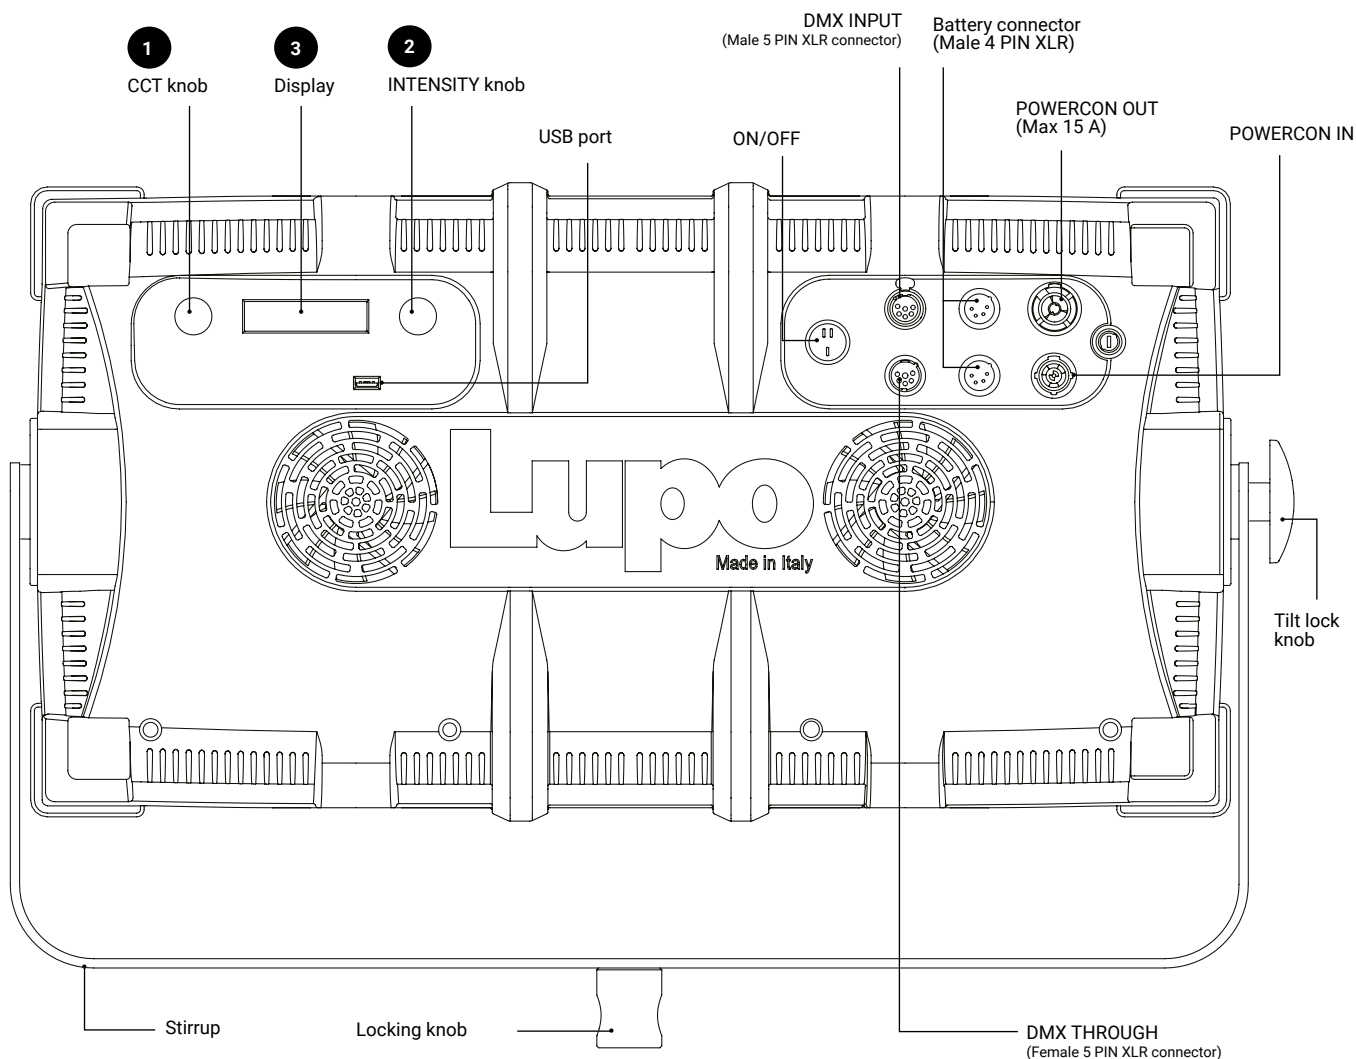 1
3
2
DMX INPUT
(Male 5 PIN XLR connector)
Battery connector
(Male 4 PIN XLR)
CCT knob
Display
INTENSITY knob
POWERCON OUT
(Max 15 A)
POWERCON IN
USB port
ON/OFF
Lupo
Made in Italy
Tilt lock
knob
Stirrup
Locking knob
DMX THROUGH
(Female 5 PIN XLR connector)